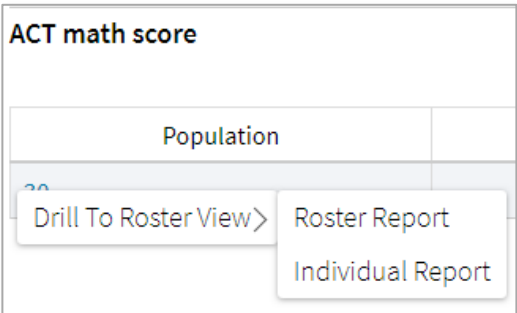 ACT math score
Population
Drill To Roster View
Roster Report
Individual Report